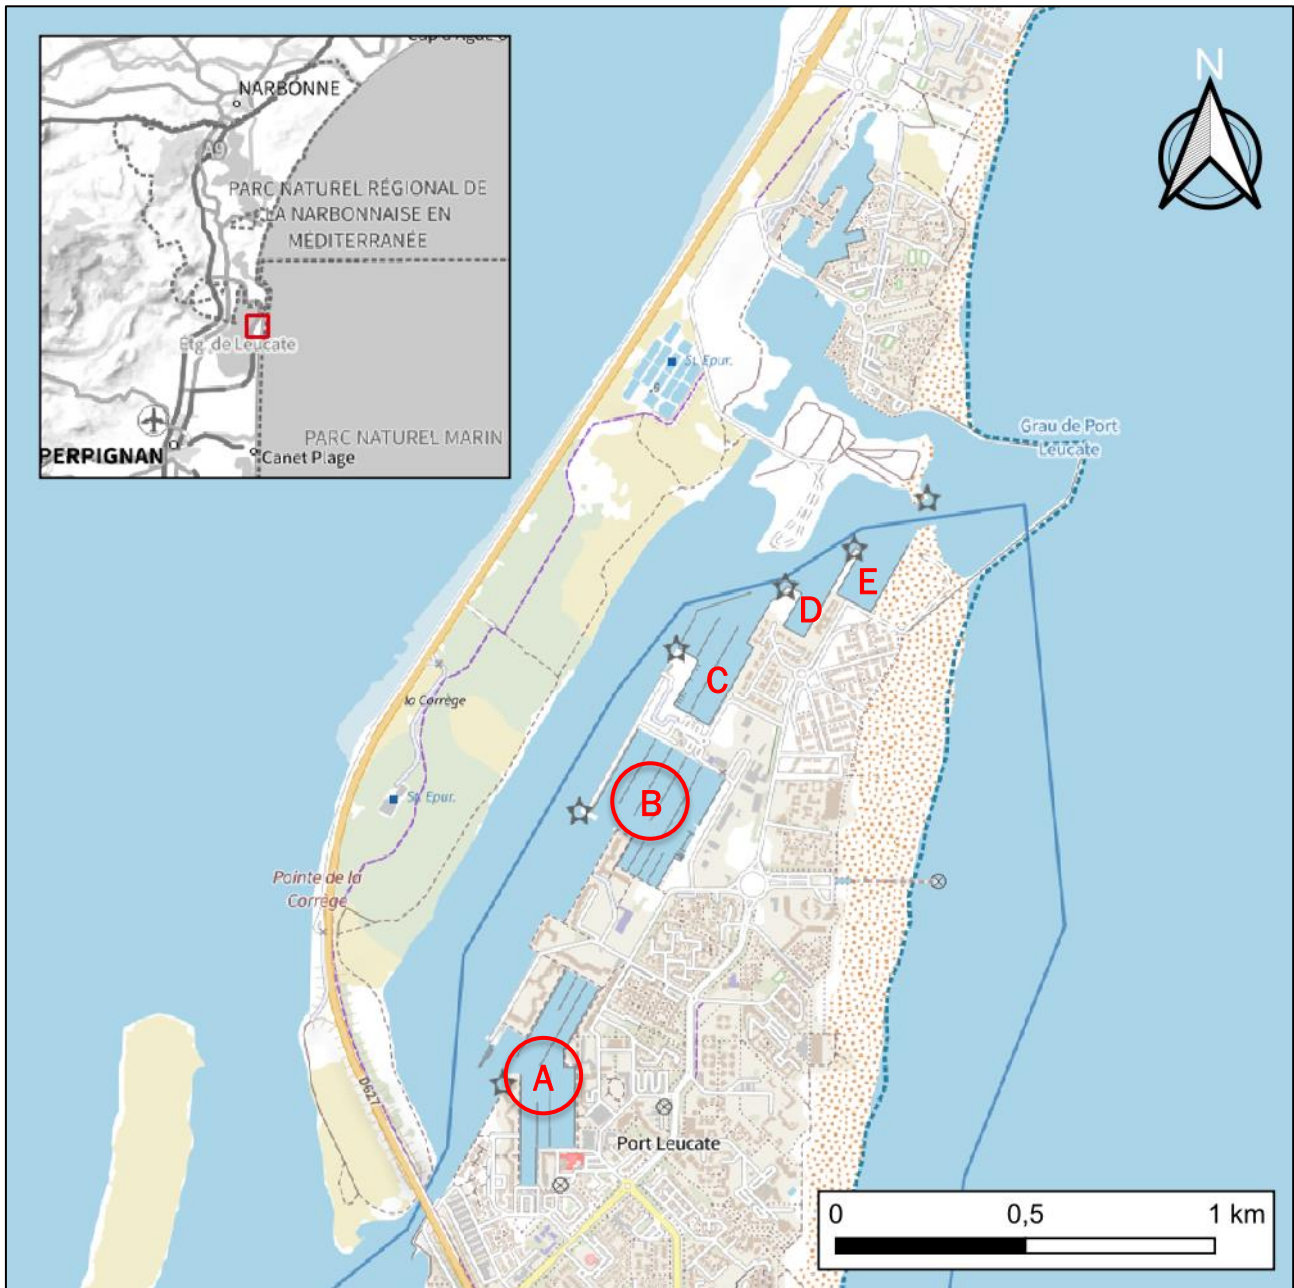 NARBONNE
A9
PARC NATUREL RÉGIONAL DE
LA NARBONNAISE EN
MÉDITERRANÉE
Étg. de Leucate
PARC NATUREL MARIN
PERPIGNAN
Canet Plage
N
St. Epur.
Grau de Port
Leucate
E
D
C
la Corrège
B
St. Epur.
Pointe de la
Corrège
A
D627
Port Leucate
0 0,5 1 km